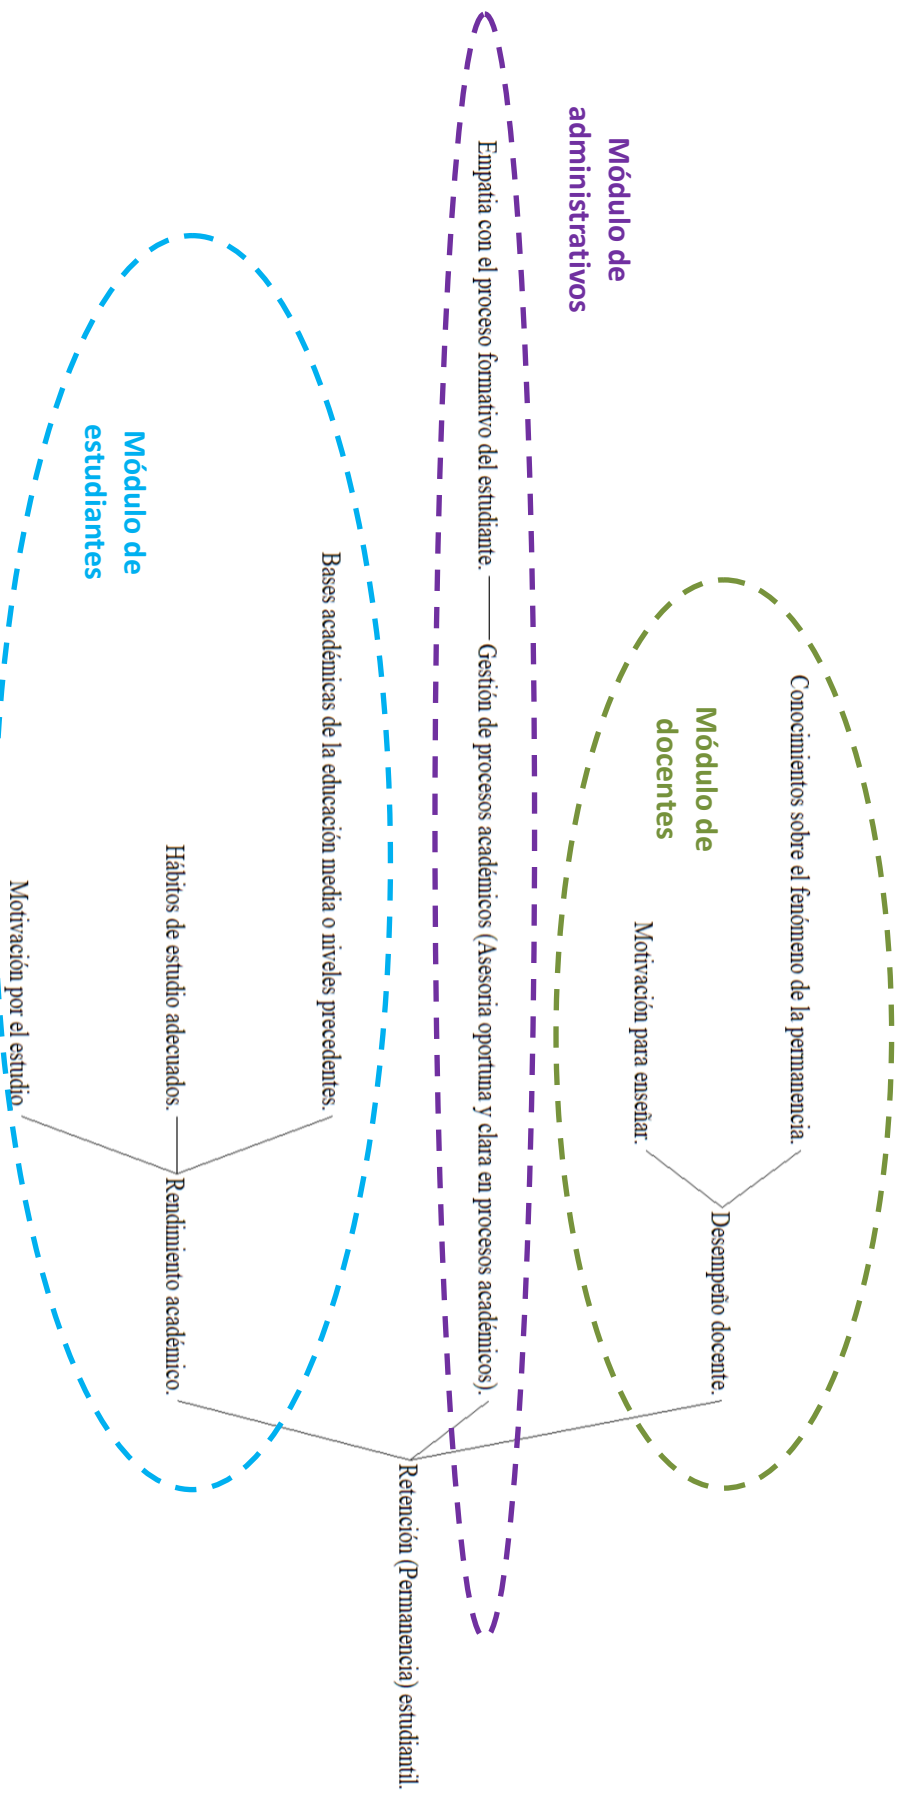 Conocimientos sobre el fenómeno de la permanencia.
Módulo de
docentes
Motivación para enseñar.
Desempeño docente.
Módulo de
administrativos
Empatia con el proceso formativo del estudiante.
Gestión de procesos académicos (Asesoria oportuna y clara en procesos académicos).
Retención (Permanencia) estudiantil.
Bases académicas de la educación media o niveles precedentes.
Módulo de
estudiantes
Hábitos de estudio adecuados.
Rendimiento académico.
Motivación por el estudio.